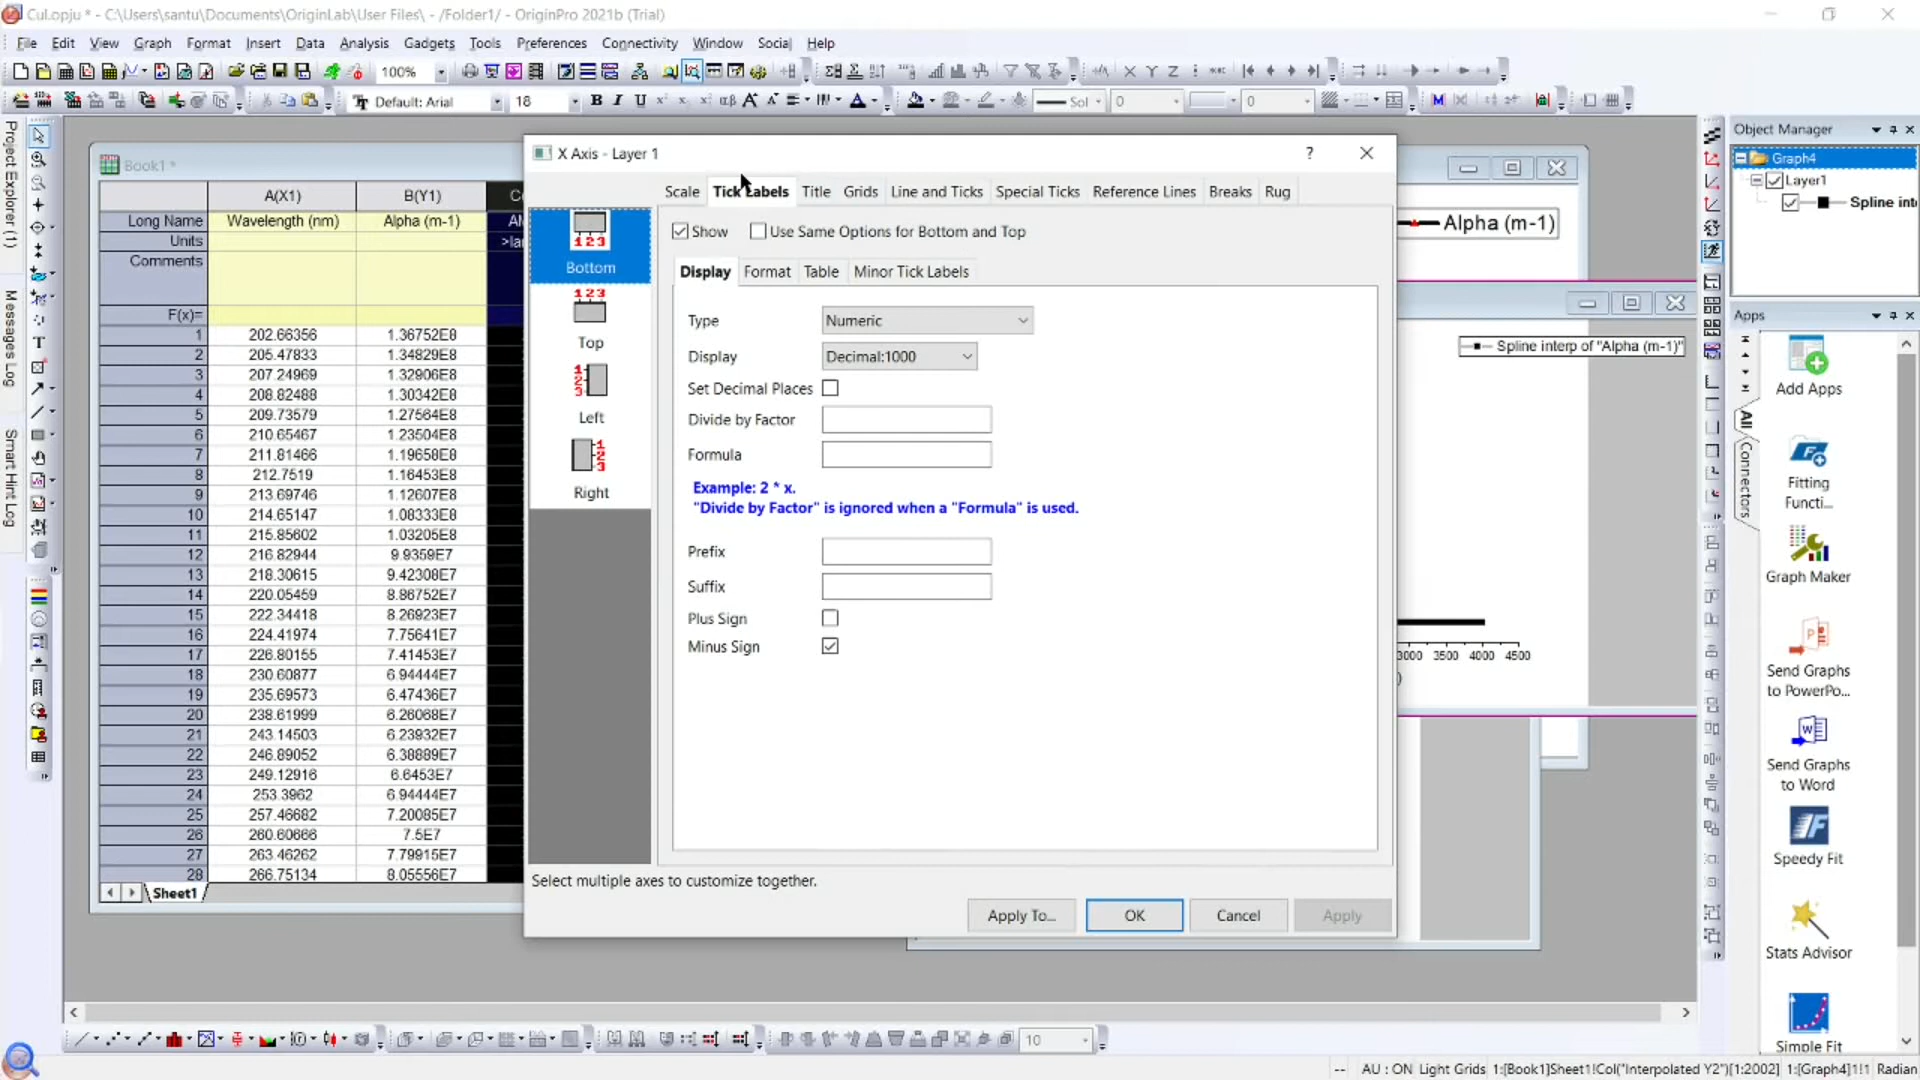 CuI.opju * - C:\Users\santu\Documents\OriginLab\User Files\ - /Folder1/ - OriginPro 2021b (Trial)
File Edit View Graph Format Insert Data Analysis Gadgets Tools Preferences Connectivity Window Social Help
100%
Default: Arial 18 B I U Sol 0 0
Project Explorer (1)
Messages Log
Smart Hint Log
Book1 *
A(X1) B(Y1)
Long Name Wavelength (nm) Alpha (m-1)
Units
Comments
F(x)=
1 202.66356 1.36752E8
2 205.47833 1.34829E8
3 207.24969 1.32906E8
4 208.82488 1.30342E8
5 209.73579 1.27564E8
6 210.65467 1.23504E8
7 211.81466 1.19658E8
8 212.7519 1.16453E8
9 213.69746 1.12607E8
10 214.65147 1.08333E8
11 215.85602 1.03205E8
12 216.82944 9.9359E7
13 218.30615 9.42308E7
14 220.05459 8.86752E7
15 222.34418 8.26923E7
16 224.41974 7.75641E7
17 226.80155 7.41453E7
18 230.60877 6.94444E7
19 235.69573 6.47436E7
20 238.61999 6.26068E7
21 243.14503 6.23932E7
22 246.89052 6.38889E7
23 249.12916 6.6453E7
24 253.3962 6.94444E7
25 257.46682 7.20085E7
26 260.60666 7.5E7
27 263.46262 7.79915E7
28 266.75134 8.05556E7
Sheet1
X Axis - Layer 1
?
Scale Tick Labels Title Grids Line and Ticks Special Ticks Reference Lines Breaks Rug
Bottom
Top
Left
Right
Show Use Same Options for Bottom and Top
Display Format Table Minor Tick Labels
Type Numeric
Display Decimal:1000
Set Decimal Places
Divide by Factor
Formula
Example: 2 * x.
"Divide by Factor" is ignored when a "Formula" is used.
Prefix
Suffix
Plus Sign
Minus Sign
Select multiple axes to customize together.
Apply To... OK Cancel Apply
Alpha (m-1)
Spline interp of "Alpha (m-1)"
3000 3500 4000 4500
Object Manager
Graph4
Layer1
Spline int
Apps
All
Connectors
Add Apps
Fitting
Functi...
Graph Maker
Send Graphs
to PowerPo...
Send Graphs
to Word
Speedy Fit
Stats Advisor
Simple Fit
10
-- AU : ON Light Grids 1:[Book1]Sheet1!Col("Interpolated Y2")[1:2002] 1:[Graph4]1!1 Radian